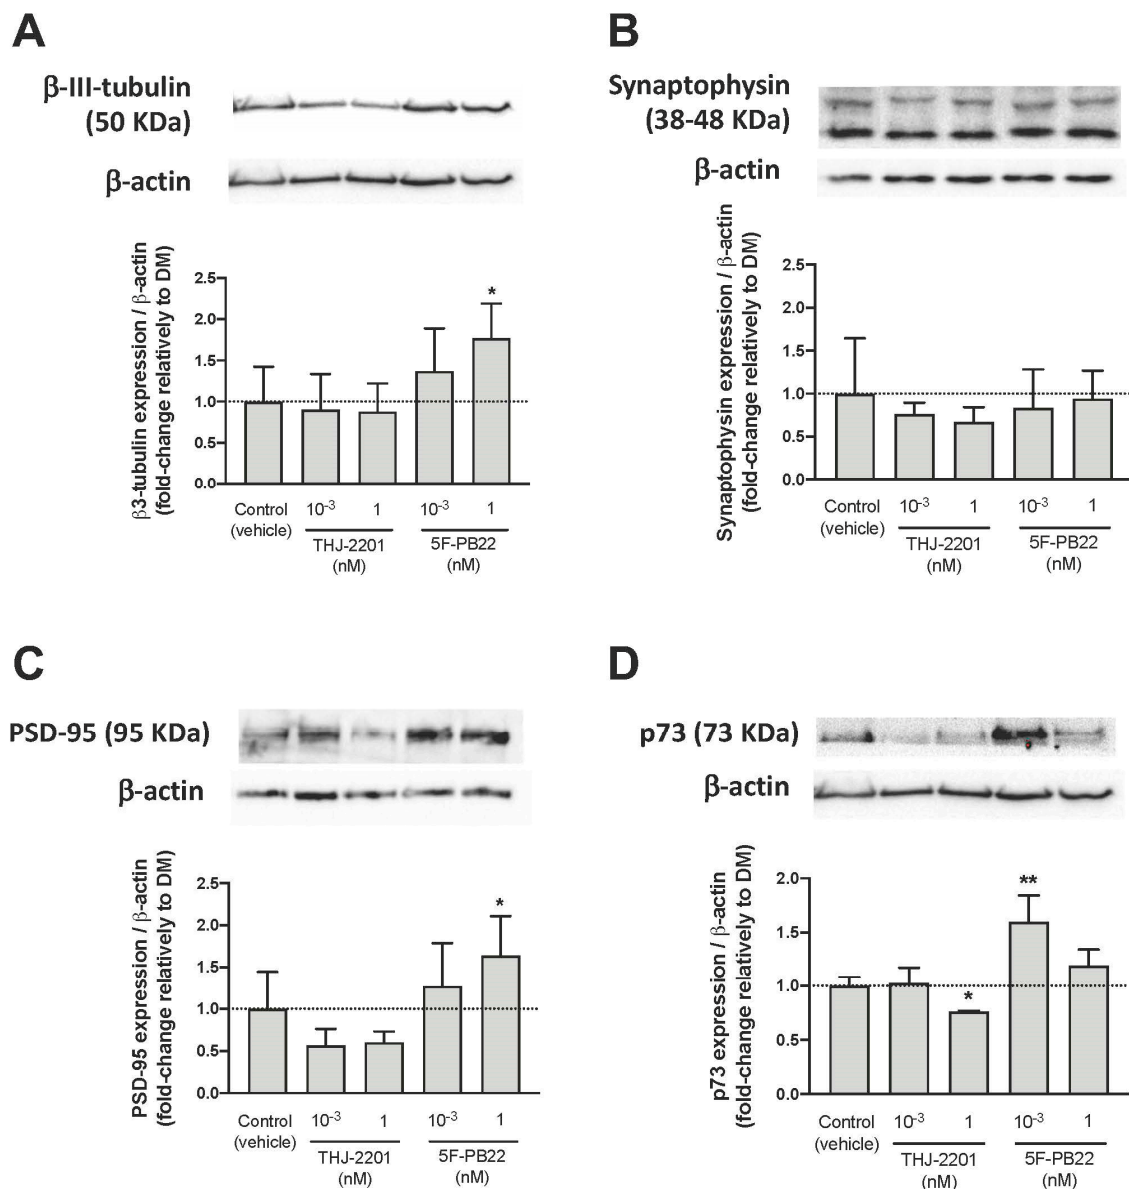 A
β-III-tubulin
(50 KDa)
β-actin
β3-tubulin expression / β-actin
(fold-change relatively to DM)
2.5
2.0
1.5
1.0
0.5
0.0
*
Control
(vehicle)
10-3
1
10-3
1
THJ-2201
(nM)
5F-PB22
(nM)
B
Synaptophysin
(38-48 KDa)
β-actin
Synaptophysin expression / β-actin
(fold-change relatively to DM)
2.5
2.0
1.5
1.0
0.5
0.0
Control
(vehicle)
10-3
1
10-3
1
THJ-2201
(nM)
5F-PB22
(nM)
C
PSD-95 (95 KDa)
β-actin
PSD-95 expression / β-actin
(fold-change relatively to DM)
2.5
2.0
1.5
1.0
0.5
0.0
*
Control
(vehicle)
10-3
1
10-3
1
THJ-2201
(nM)
5F-PB22
(nM)
D
p73 (73 KDa)
β-actin
p73 expression / β-actin
(fold-change relatively to DM)
2.0
1.5
1.0
0.5
0.0
*
**
Control
(vehicle)
10-3
1
10-3
1
THJ-2201
(nM)
5F-PB22
(nM)